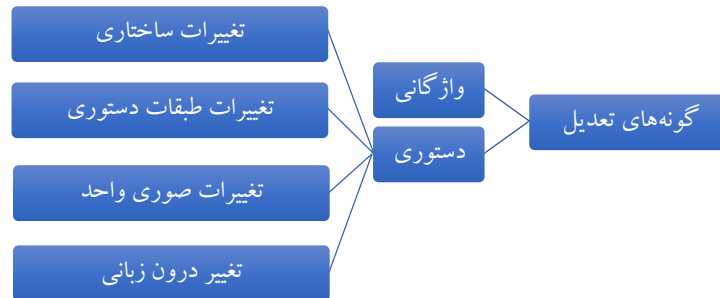 گونه‌های تعدیل
واژگانی
دستوری
تغییرات ساختاری
تغییرات طبقات دستوری
تغییرات صوری واحد
تغییر درون زبانی